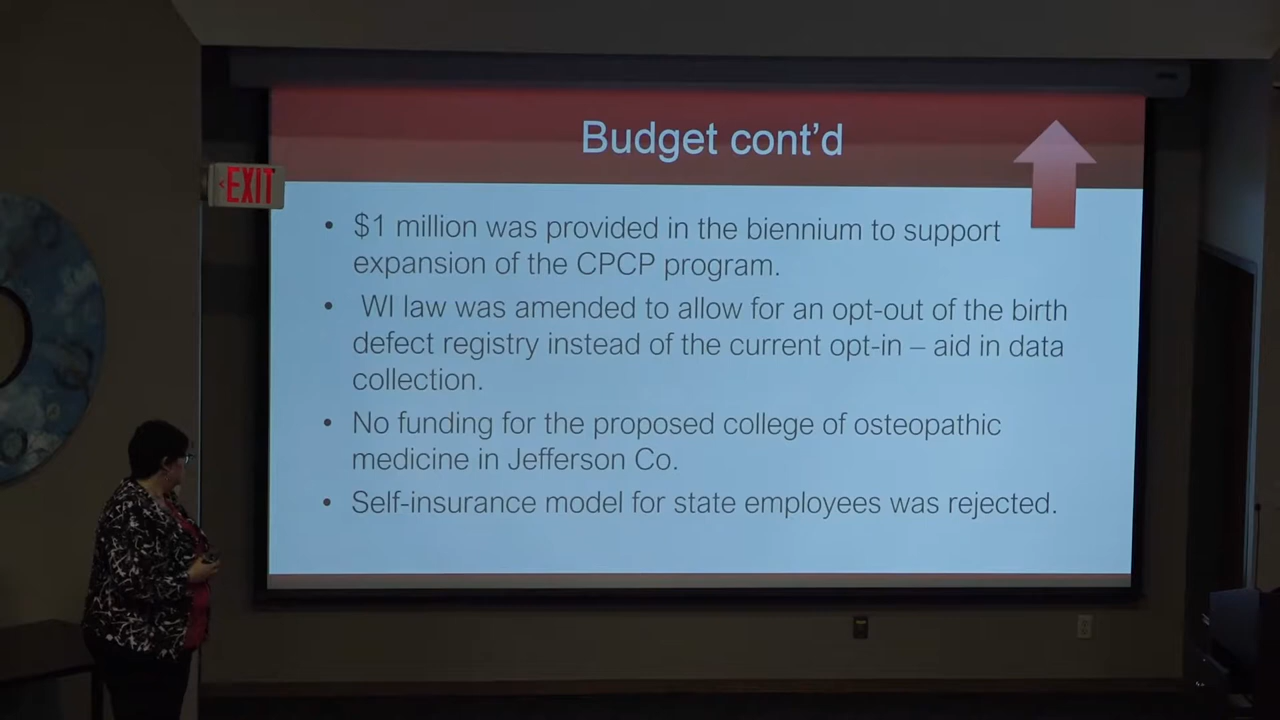 Budget cont’d
<EXIT
• $1 million was provided in the biennium to support
expansion of the CPCP program.
• WI law was amended to allow for an opt-out of the birth
defect registry instead of the current opt-in – aid in data
collection.
• No funding for the proposed college of osteopathic
medicine in Jefferson Co.
• Self-insurance model for state employees was rejected.